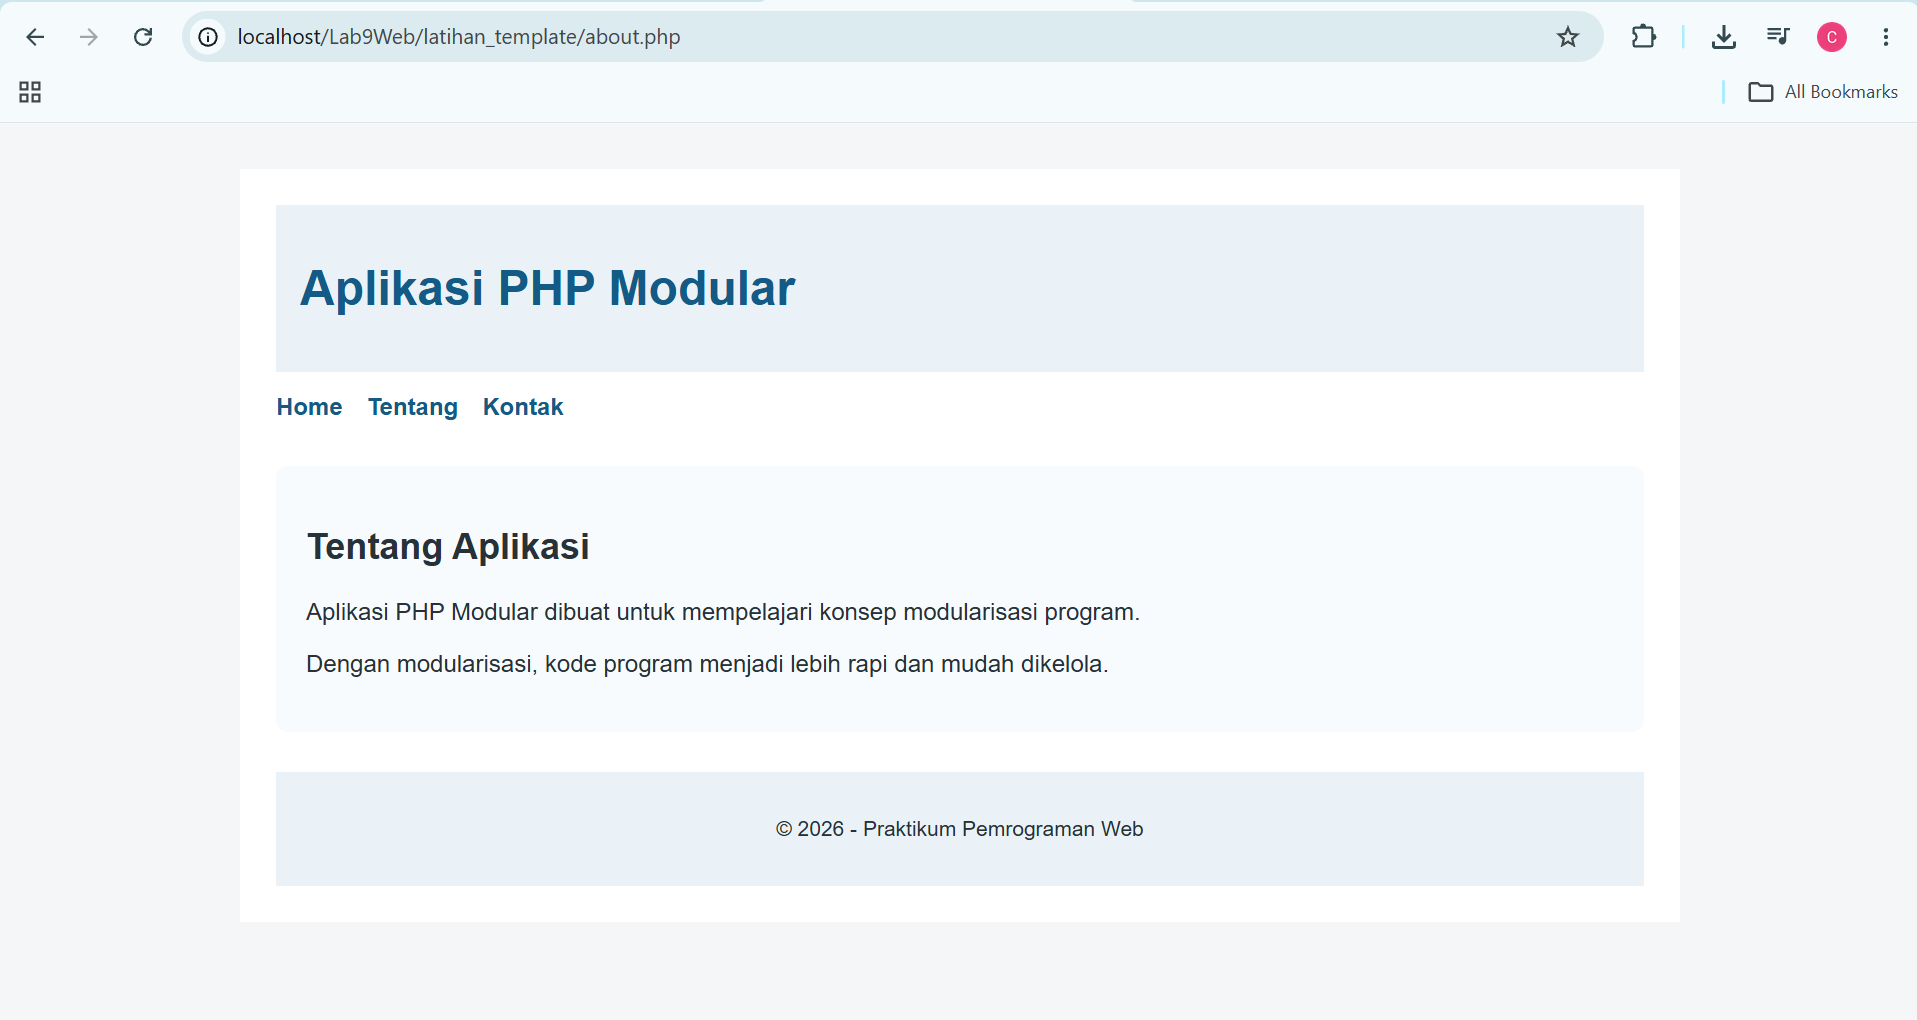 localhost/Lab9Web/latihan_template/about.php
C
All Bookmarks
Aplikasi PHP Modular
Home Tentang Kontak
Tentang Aplikasi
Aplikasi PHP Modular dibuat untuk mempelajari konsep modularisasi program.
Dengan modularisasi, kode program menjadi lebih rapi dan mudah dikelola.
© 2026 - Praktikum Pemrograman Web